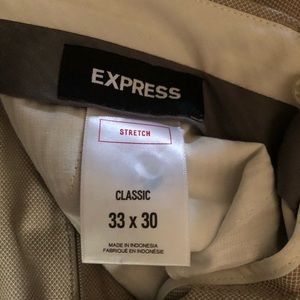 EXPRESS
STRETCH
CLASSIC
33 x 30
MADE IN INDONESIA
FABRIQUÉ EN INDONÉSIE